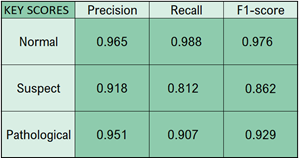 KEY SCORES Precision Recall F1-score
Normal 0.965 0.988 0.976
Suspect 0.918 0.812 0.862
Pathological 0.951 0.907 0.929